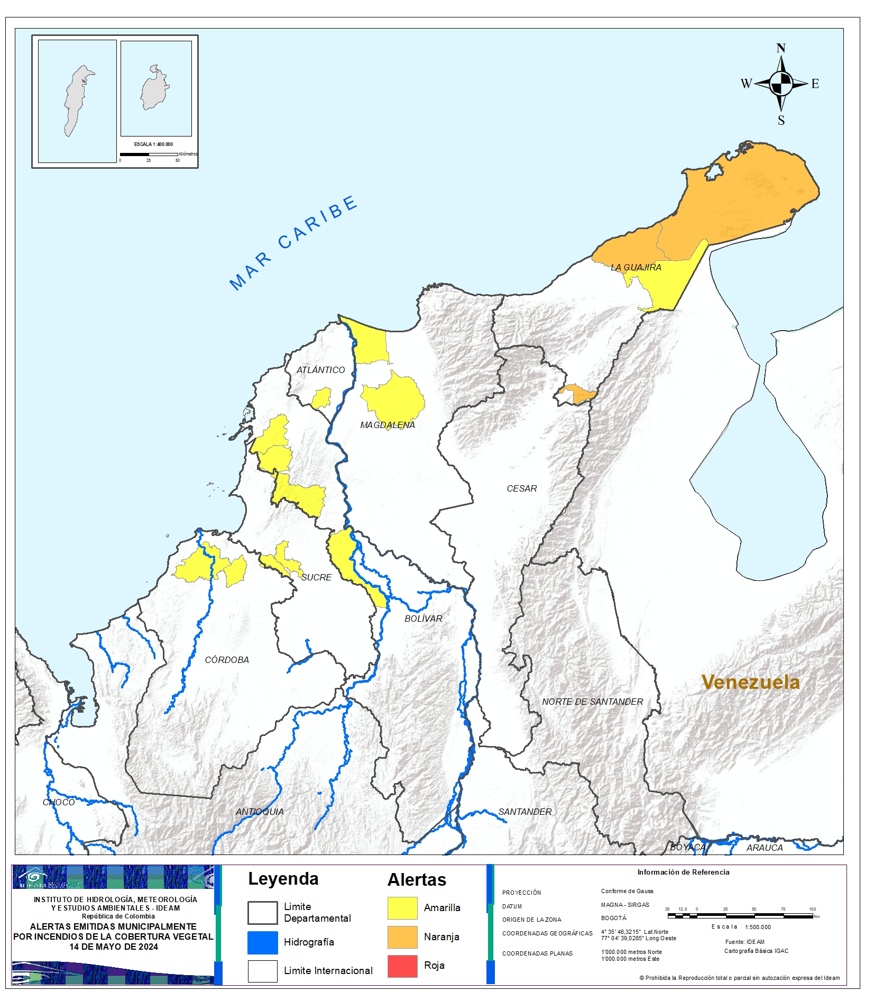 ESCALA 1:400.000
Kilómetros
0 25 50
N
W E
S
MAR CARIBE
LA GUAJIRA
ATLÁNTICO
MAGDALENA
CESAR
SUCRE
BOLÍVAR
CÓRDOBA
Venezuela
NORTE DE SANTANDER
CHOCÓ
ANTIOQUIA
SANTANDER
BOYACÁ
ARAUCA
IDEAM
INSTITUTO DE HIDROLOGÍA, METEOROLOGÍA
Y ESTUDIOS AMBIENTALES - IDEAM
República de Colombia
ALERTAS EMITIDAS MUNICIPALMENTE
POR INCENDIOS DE LA COBERTURA VEGETAL
14 DE MAYO DE 2024
Leyenda
Limite
Departamental
Hidrografía
Limite Internacional
Alertas
Amarilla
Naranja
Roja
Información de Referencia
PROYECCIÓN Conforme de Gauss
DATUM MAGNA - SIRGAS
ORIGEN DE LA ZONA BOGOTÁ
COORDENADAS GEOGRÁFICAS 4° 35' 46,3215" Lat.Norte
77° 04' 39,0285" Long.Oeste
COORDENADAS PLANAS 1'000.000 metros Norte
1'000.000 metros Este
25 12,5 0 25 50 75 100
Km
Escala 1:500.000
Fuente: IDEAM
Cartografía Básica IGAC
© Prohibida la Reproducción total o parcial sin autozación expresa del Ideam